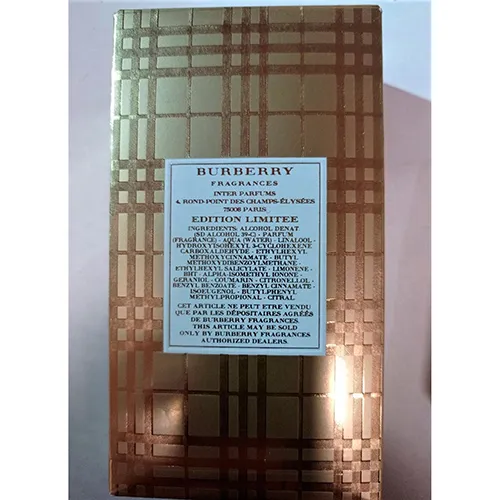 BURBERRY
FRAGRANCES
INTER PARFUMS
4, ROND-POINT DES CHAMPS-ÉLYSÉES
75008 PARIS
EDITION LIMITEE
INGREDIENTS: ALCOHOL DENAT
(SD ALCOHOL 39-C) - PARFUM
(FRAGRANCE) - AQUA (WATER) - LINALOOL -
HYDROXYISOHEXYL 3-CYCLOHEXENE
CARBOXALDEHYDE - ETHYLHEXYL
METHOXYCINNAMATE - BUTYL
METHOXYDIBENZOYLMETHANE -
ETHYLHEXYL SALICYLATE - LIMONENE -
BHT - ALPHA-ISOMETHYL IONONE -
GERANIOL - COUMARIN - CITRONELLOL -
BENZYL BENZOATE - BENZYL CINNAMATE -
ISOEUGENOL - BUTYLPHENYL
METHYLPROPIONAL - CITRAL
CET ARTICLE NE PEUT ETRE VENDU
QUE PAR LES DÉPOSITAIRES AGRÉÉS
DE BURBERRY FRAGRANCES.
THIS ARTICLE MAY BE SOLD
ONLY BY BURBERRY FRAGRANCES
AUTHORIZED DEALERS.